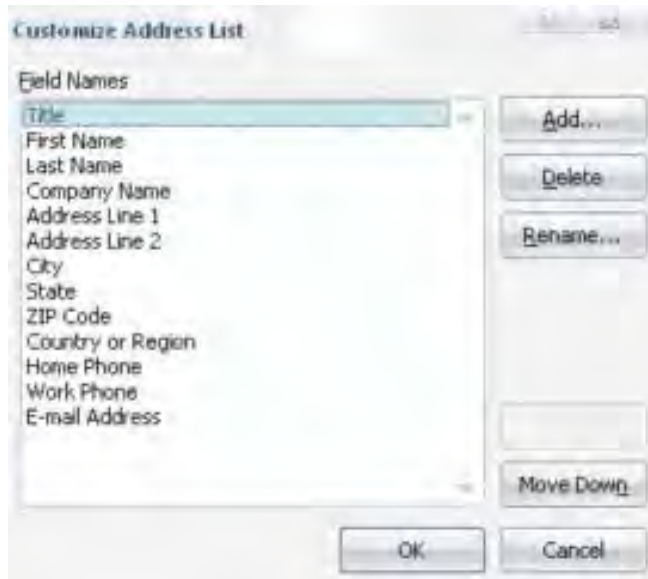 Customize Address List
Field Names
Title
First Name
Last Name
Company Name
Address Line 1
Address Line 2
City
State
ZIP Code
Country or Region
Home Phone
Work Phone
E-mail Address
Add...
Delete
Rename...
Move Down
OK
Cancel